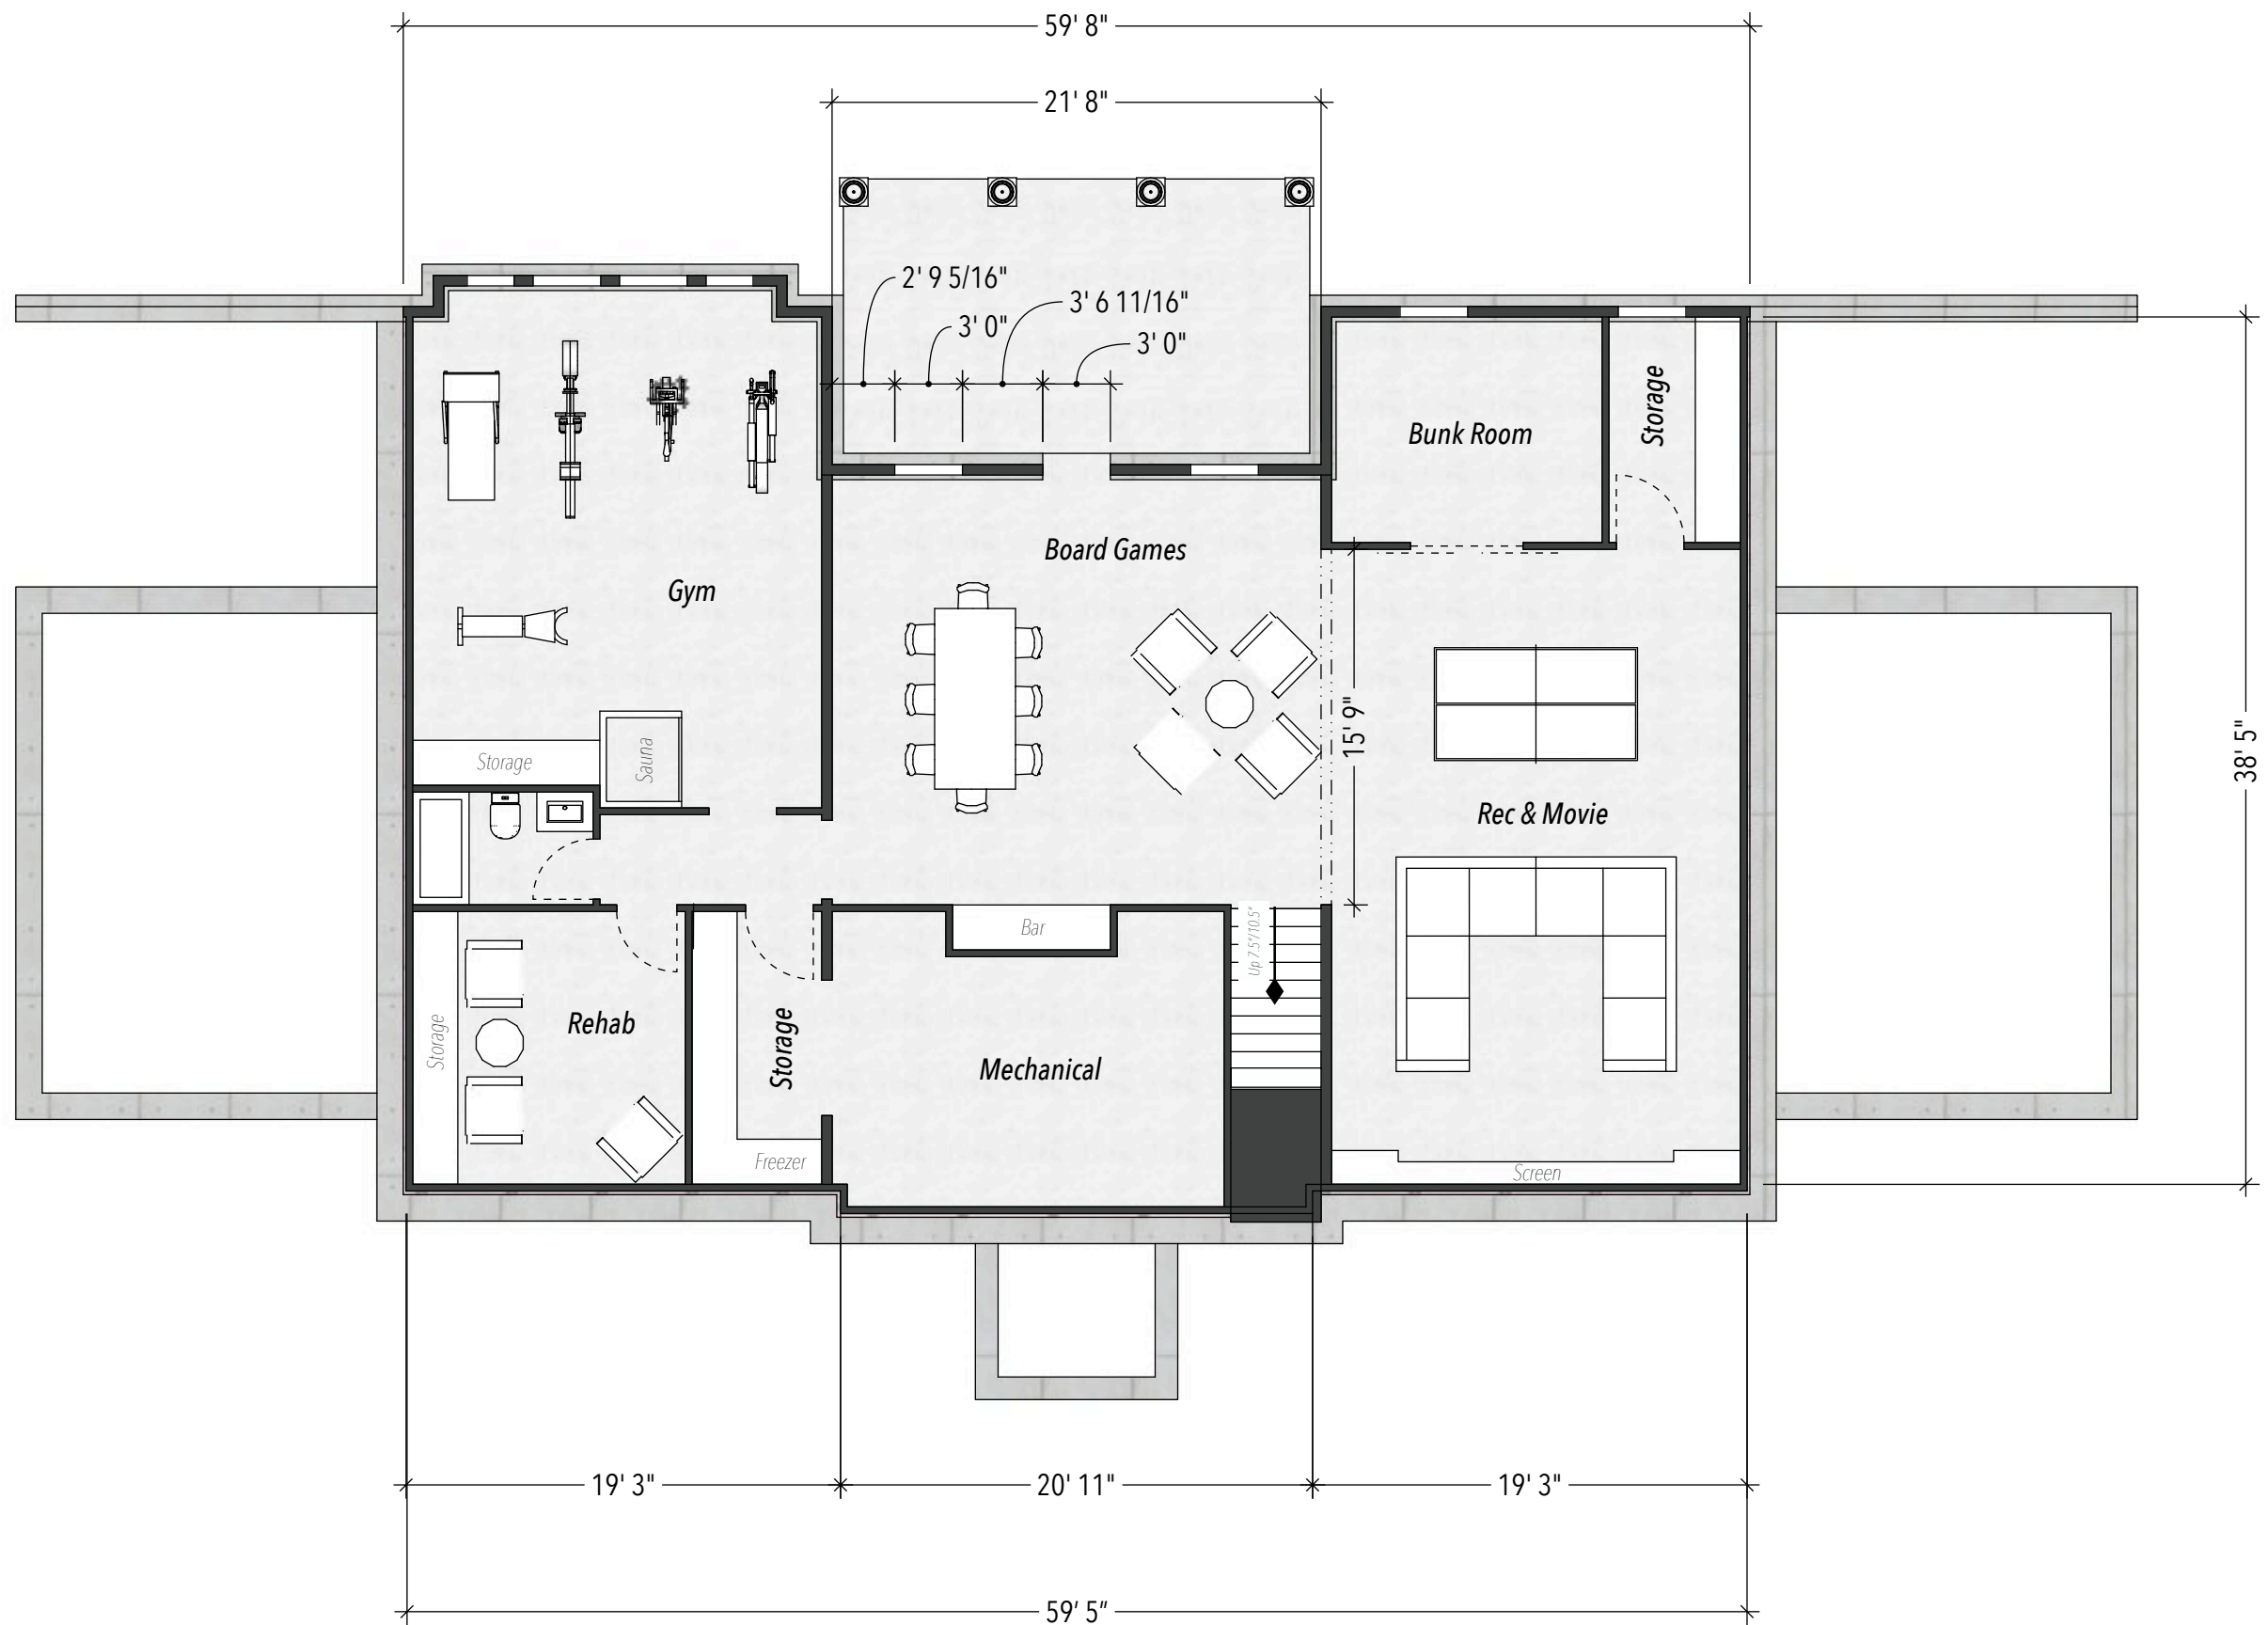 59' 8"
21' 8"
2' 9 5/16"
3' 6 11/16"
3' 0"
3' 0"
Bunk Room
Storage
Board Games
Gym
15' 9"
38' 5"
Storage
Sauna
Rec & Movie
Bar
Up 7.5"/10.5"
Storage
Rehab
Storage
Mechanical
Freezer
Screen
19' 3"
20' 11"
19' 3"
59' 5"